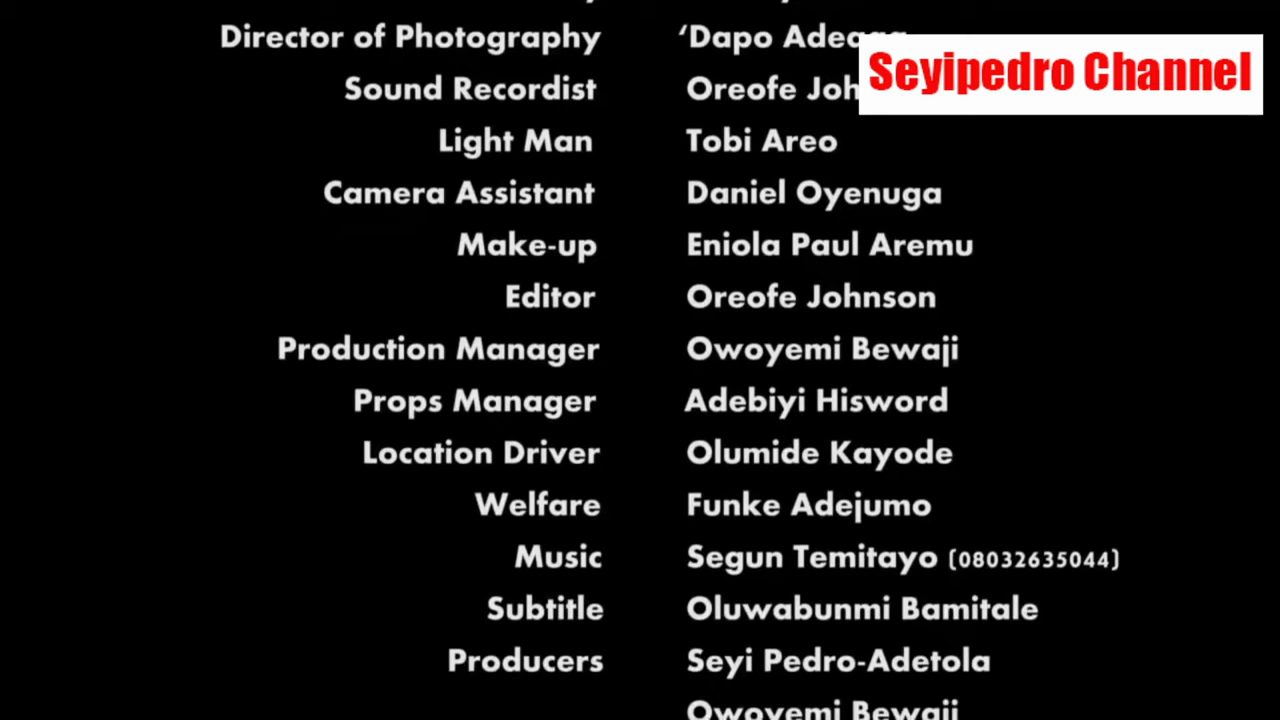 Director of Photography ‘Dapo
Seyipedro Channel
Sound Recordist Oreofe
Light Man Tobi Areo
Camera Assistant Daniel Oyenuga
Make-up Eniola Paul Aremu
Editor Oreofe Johnson
Production Manager Owoyemi Bewaji
Props Manager Adebiyi Hisword
Location Driver Olumide Kayode
Welfare Funke Adejumo
Music Segun Temitayo (08032635044)
Subtitle Oluwabunmi Bamitale
Producers Seyi Pedro-Adetola
Owoyemi Bewaji